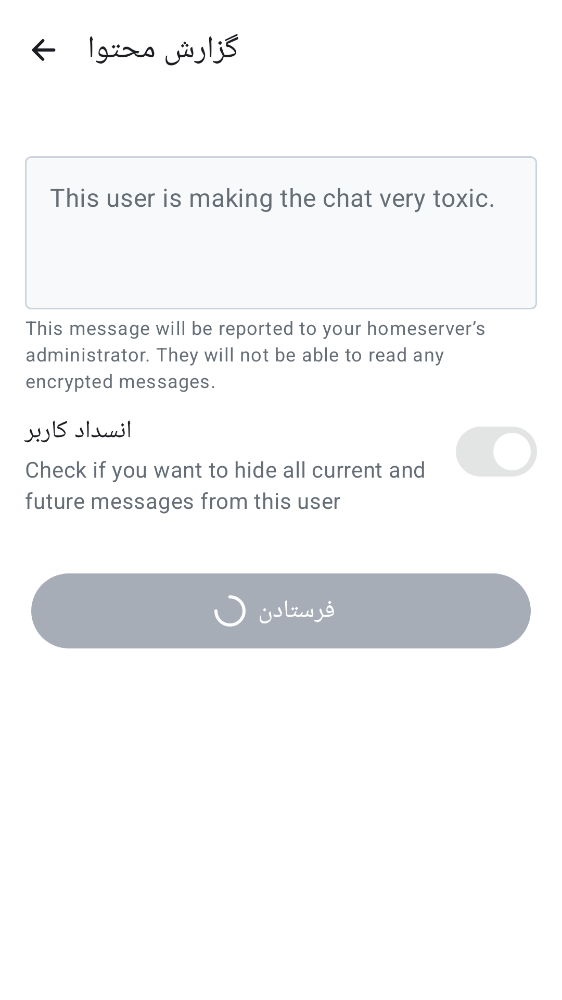 گزارش محتوا
This user is making the chat very toxic.
This message will be reported to your homeserver’s
administrator. They will not be able to read any
encrypted messages.
انسداد کاربر
Check if you want to hide all current and
future messages from this user
فرستادن